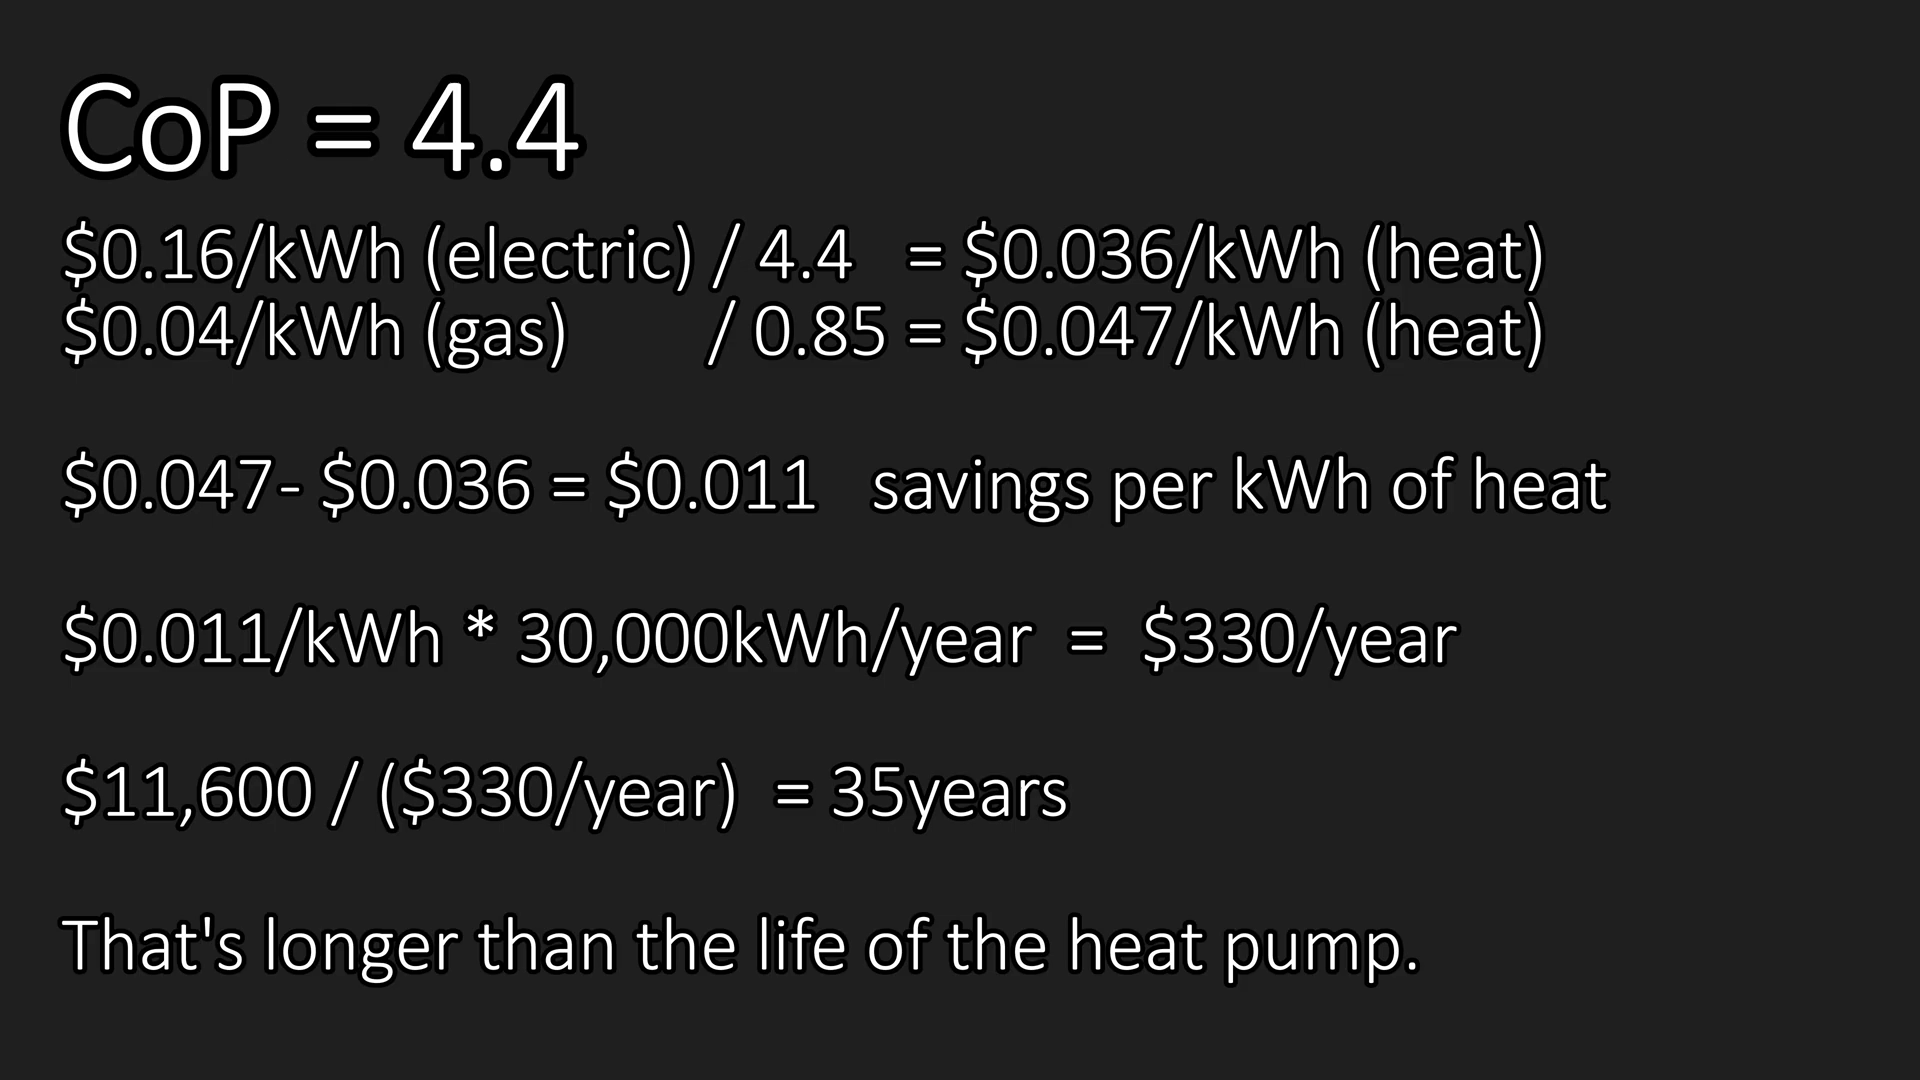 CoP = 4.4
$0.16/kWh (electric) / 4.4 = $0.036/kWh (heat)
$0.04/kWh (gas) / 0.85 = $0.047/kWh (heat)
$0.047- $0.036 = $0.011 savings per kWh of heat
$0.011/kWh * 30,000kWh/year = $330/year
$11,600 / ($330/year) = 35years
That's longer than the life of the heat pump.